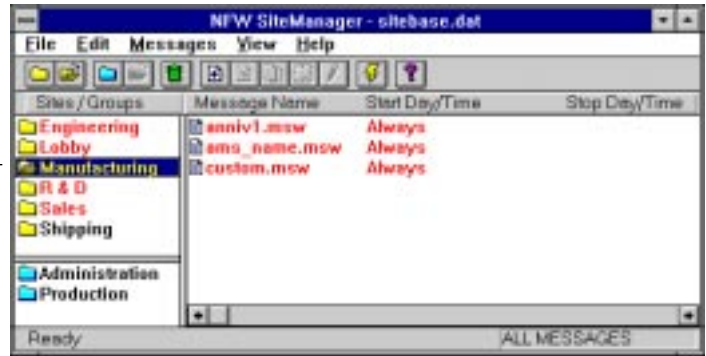 NFW SiteManager - sitebase.dat
File Edit Messages View Help
Sites / Groups Message Name Start Day/Time Stop Day/Time
Engineering anniv1.msw Always
Lobby ams_name.msw Always
Manufacturing custom.msw Always
R & D
Sales
Shipping
Administration
Production
Ready ALL MESSAGES